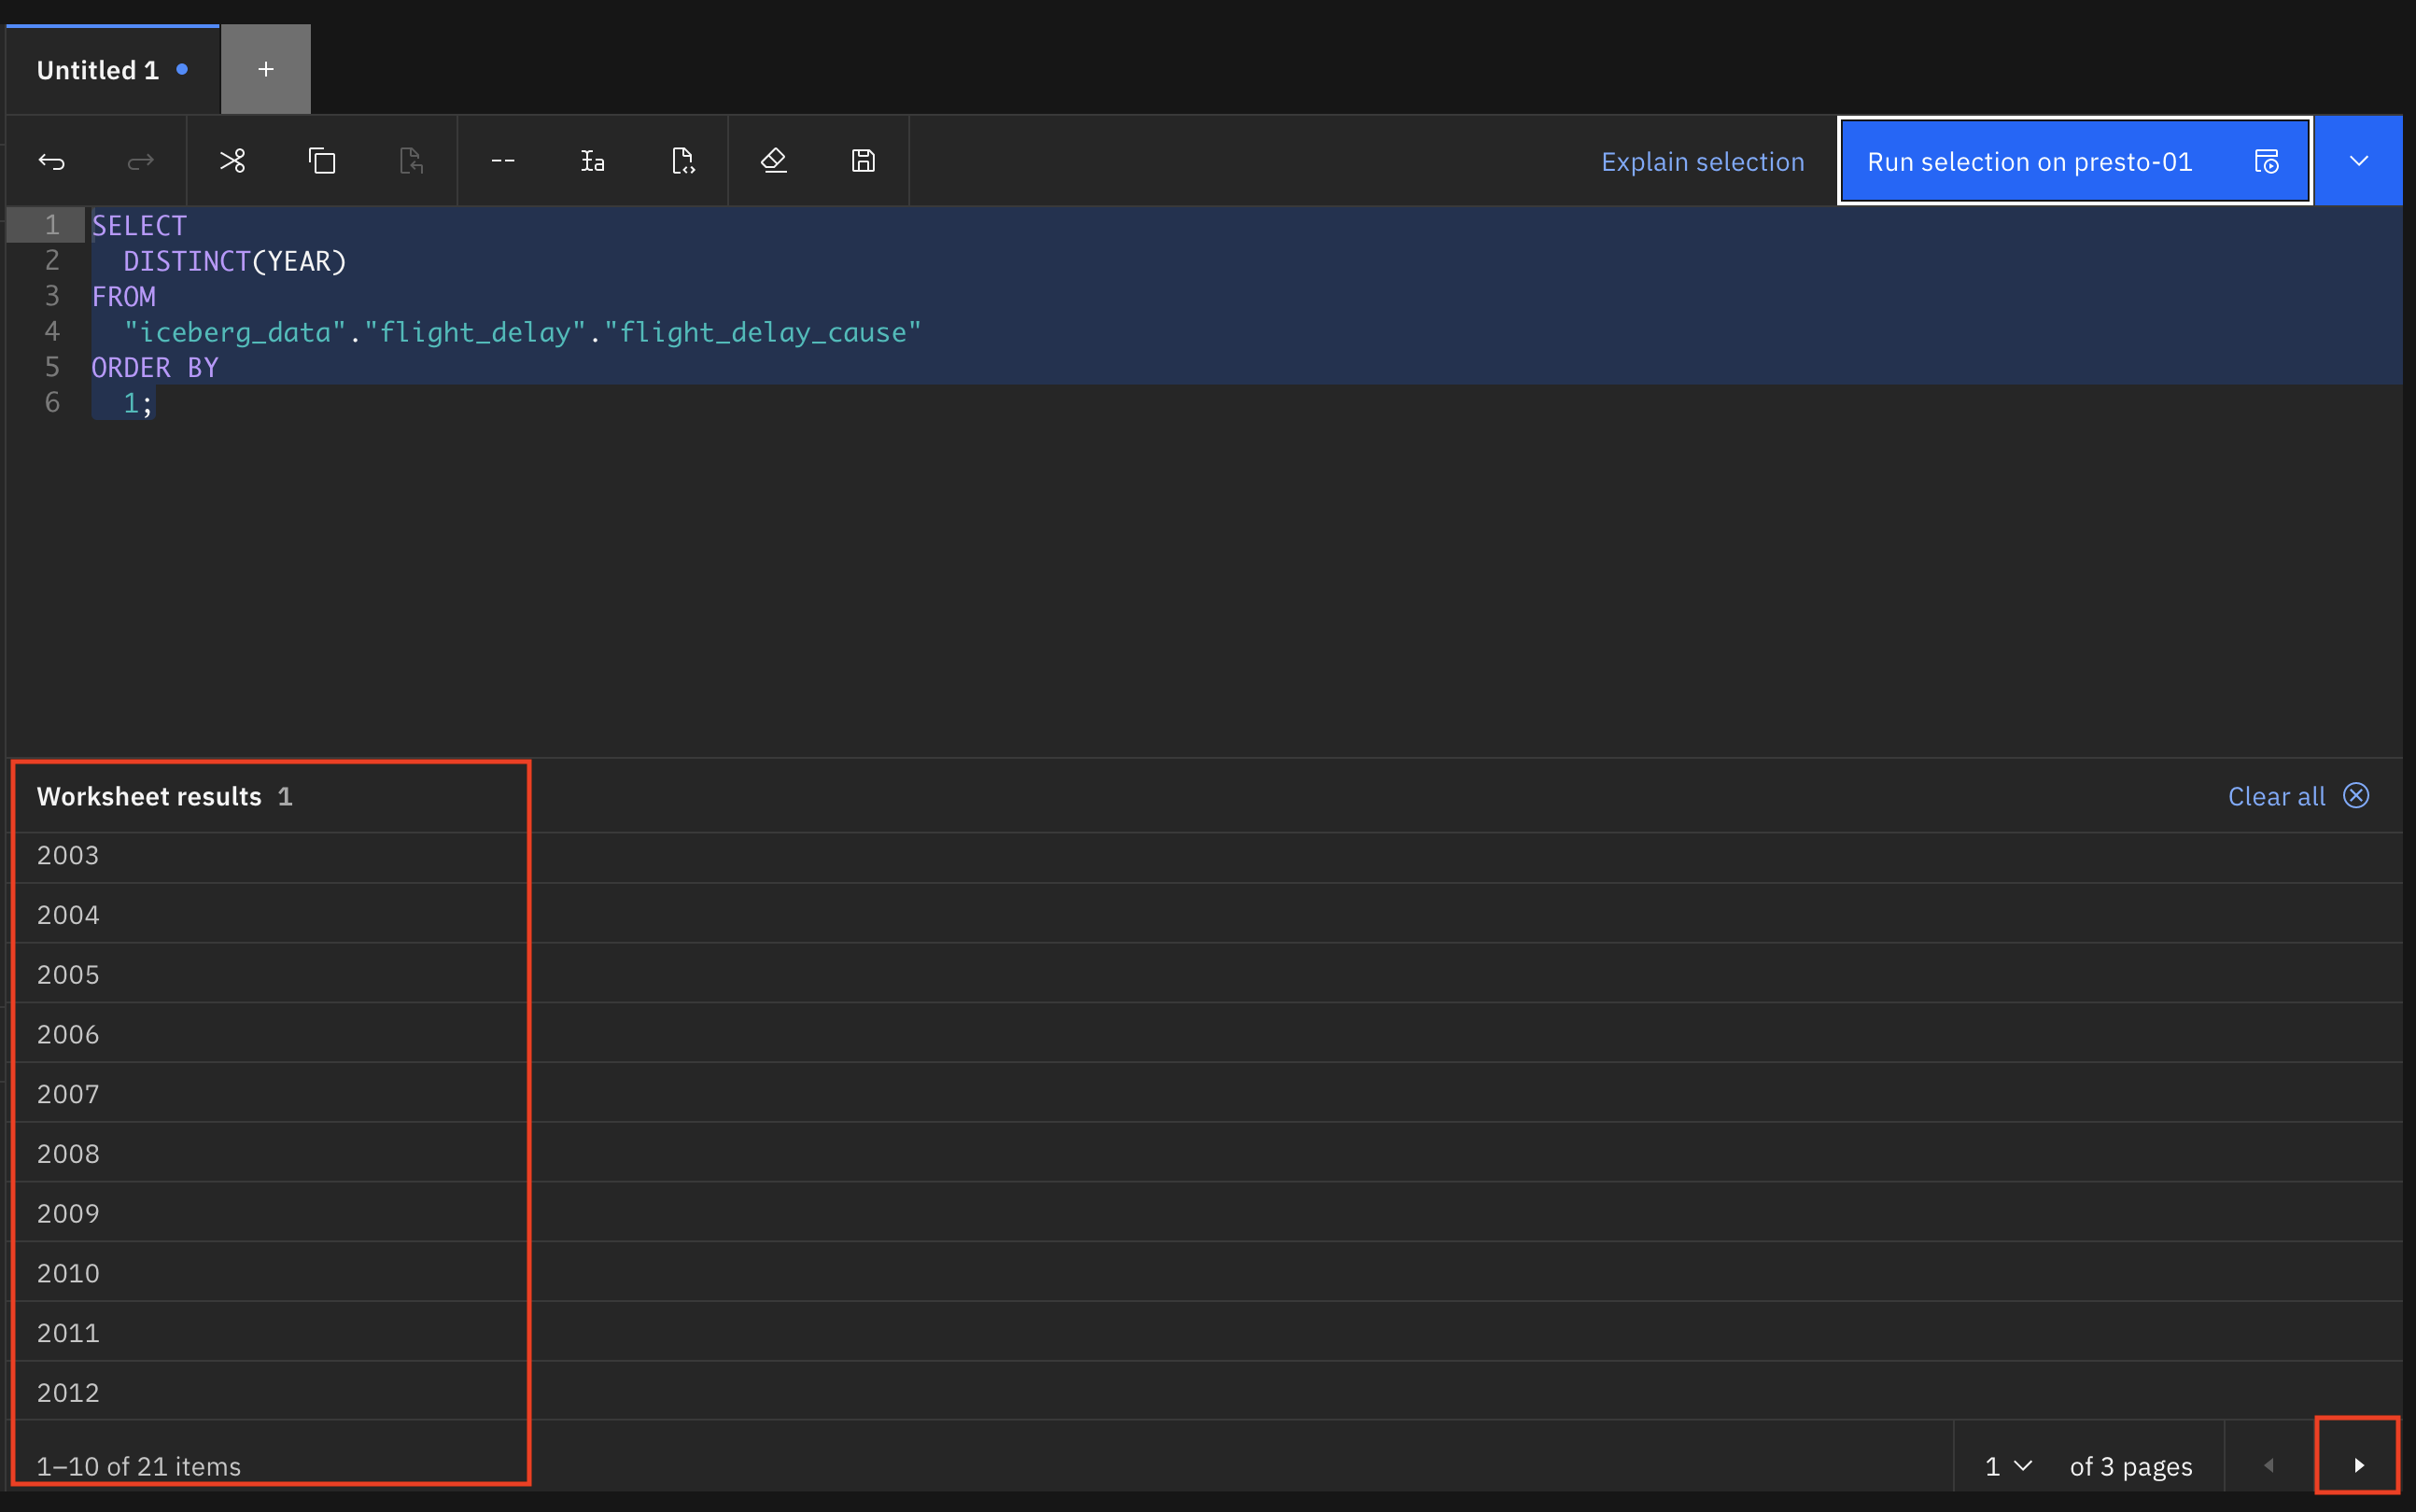 Untitled 1
+
-- a
Explain selection
Run selection on presto-01
1 SELECT
2 DISTINCT(YEAR)
3 FROM
4 "iceberg_data"."flight_delay"."flight_delay_cause"
5 ORDER BY
6 1;
Worksheet results 1
Clear all
2003
2004
2005
2006
2007
2008
2009
2010
2011
2012
1–10 of 21 items
1 of 3 pages